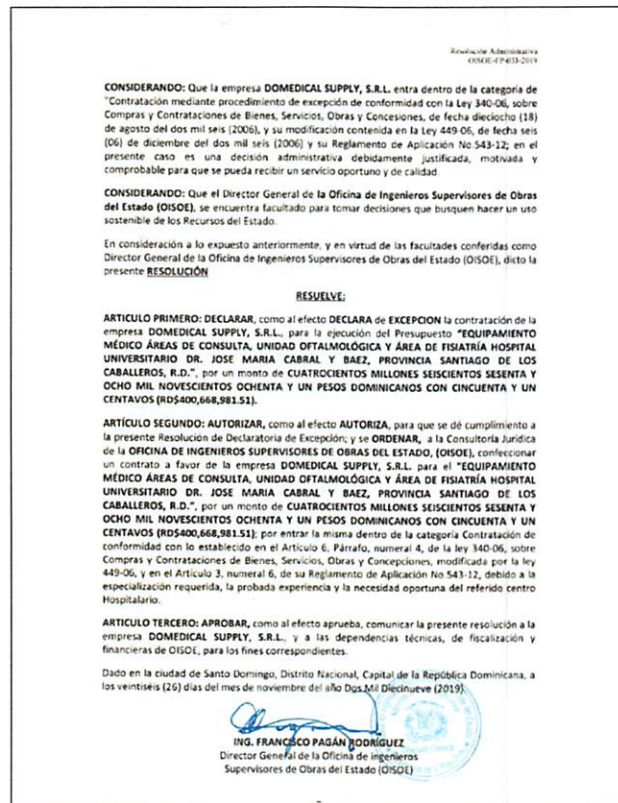 Resolución Administrativa
OISOE-EP-033-2019
CONSIDERANDO: Que la empresa DOMEDICAL SUPPLY, S.R.L. entra dentro de la categoría de
"Contratación mediante procedimiento de excepción de conformidad con la Ley 340-06, sobre
Compras y Contrataciones de Bienes, Servicios, Obras y Concesiones, de fecha dieciocho (18)
de agosto del dos mil seis (2006), y su modificación contenida en la Ley 449-06, de fecha seis
(06) de diciembre del dos mil seis (2006) y su Reglamento de Aplicación No.543-12; en el
presente caso es una decisión administrativa debidamente justificada, motivada y
comprobable para que se pueda recibir un servicio oportuno y de calidad.
CONSIDERANDO: Que el Director General de la Oficina de Ingenieros Supervisores de Obras
del Estado (OISOE), se encuentra facultado para tomar decisiones que busquen hacer un uso
sostenible de los Recursos del Estado.
En consideración a lo expuesto anteriormente, y en virtud de las facultades conferidas como
Director General de la Oficina de Ingenieros Supervisores de Obras del Estado (OISOE), dicto la
presente RESOLUCIÓN
RESUELVE:
ARTICULO PRIMERO: DECLARAR, como al efecto DECLARA de EXCEPCION la contratación de la
empresa DOMEDICAL SUPPLY, S.R.L., para la ejecución del Presupuesto "EQUIPAMIENTO
MÉDICO ÁREAS DE CONSULTA, UNIDAD OFTALMOLÓGICA Y ÁREA DE FISIATRÍA HOSPITAL
UNIVERSITARIO DR. JOSE MARIA CABRAL Y BAEZ, PROVINCIA SANTIAGO DE LOS
CABALLEROS, R.D.", por un monto de CUATROCIENTOS MILLONES SEISCIENTOS SESENTA Y
OCHO MIL NOVESCIENTOS OCHENTA Y UN PESOS DOMINICANOS CON CINCUENTA Y UN
CENTAVOS (RD$400,668,981.51).
ARTÍCULO SEGUNDO: AUTORIZAR, como al efecto AUTORIZA, para que se dé cumplimiento a
la presente Resolución de Declaratoria de Excepción; y se ORDENAR, a la Consultoría Jurídica
de la OFICINA DE INGENIEROS SUPERVISORES DE OBRAS DEL ESTADO, (OISOE), confeccionar
un contrato a favor de la empresa DOMEDICAL SUPPLY, S.R.L. para el "EQUIPAMIENTO
MÉDICO ÁREAS DE CONSULTA, UNIDAD OFTALMOLÓGICA Y ÁREA DE FISIATRÍA HOSPITAL
UNIVERSITARIO DR. JOSE MARIA CABRAL Y BAEZ, PROVINCIA SANTIAGO DE LOS
CABALLEROS, R.D.", por un monto de CUATROCIENTOS MILLONES SEISCIENTOS SESENTA Y
OCHO MIL NOVESCIENTOS OCHENTA Y UN PESOS DOMINICANOS CON CINCUENTA Y UN
CENTAVOS (RD$400,668,981.51); por entrar la misma dentro de la categoría Contratación de
conformidad con lo establecido en el Artículo 6, Párrafo, numeral 4, de la ley 340-06, sobre
Compras y Contrataciones de Bienes, Servicios, Obras y Concepciones, modificada por la ley
449-06, y en el Artículo 3, numeral 6, de su Reglamento de Aplicación No.543-12, debido a la
especialización requerida, la probada experiencia y la necesidad oportuna del referido centro
Hospitalario.
ARTICULO TERCERO: APROBAR, como al efecto aprueba, comunicar la presente resolución a la
empresa DOMEDICAL SUPPLY, S.R.L., y a las dependencias técnicas, de fiscalización y
financieras de OISOE, para los fines correspondientes.
Dado en la ciudad de Santo Domingo, Distrito Nacional, Capital de la República Dominicana, a
los veintiséis (26) días del mes de noviembre del año Dos Mil Diecinueve (2019).
ING. FRANCISCO PAGÁN RODRÍGUEZ
Director General de la Oficina de Ingenieros
Supervisores de Obras del Estado (OISOE)